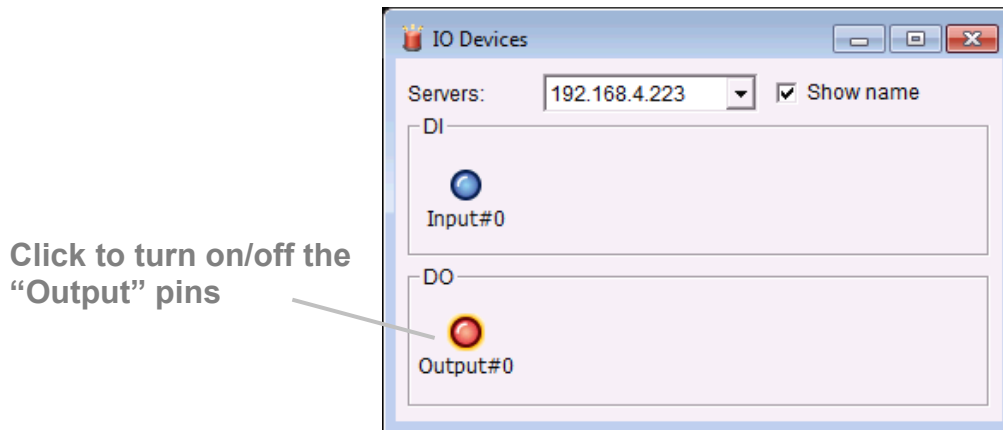 IO Devices
Servers: 192.168.4.223 Show name
DI
Input#0
Click to turn on/off the
“Output” pins
DO
Output#0